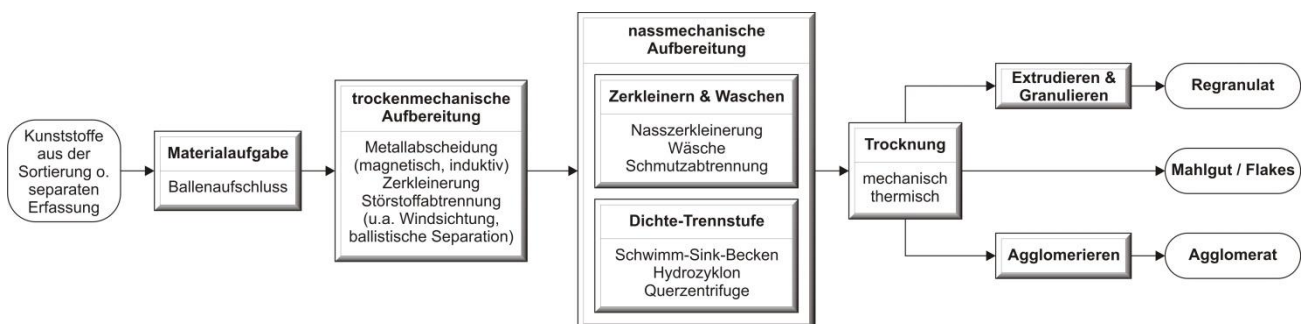 Kunststoffe
aus der
Sortierung o.
separaten
Erfassung
Materialaufgabe
Ballenaufschluss
trockenmechanische
Aufbereitung
Metallabscheidung
(magnetisch, induktiv)
Zerkleinerung
Störstoffabtrennung
(u.a. Windsichtung,
ballistische Separation)
nassmechanische
Aufbereitung
Zerkleinern & Waschen
Nasszerkleinerung
Wäsche
Schmutzabtrennung
Dichte-Trennstufe
Schwimm-Sink-Becken
Hydrozyklon
Querzentrifuge
Trocknung
mechanisch
thermisch
Extrudieren &
Granulieren
Regranulat
Mahlgut / Flakes
Agglomerieren
Agglomerat